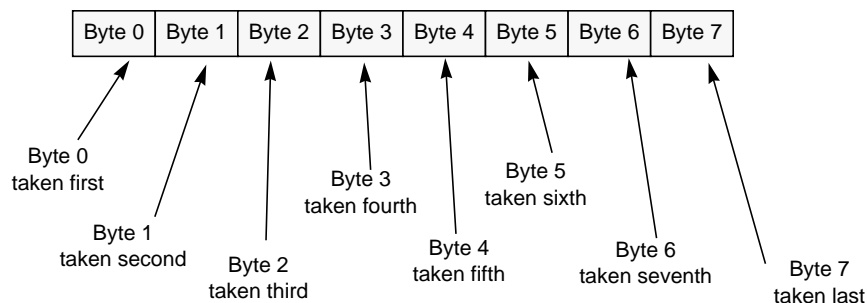 Byte 0 Byte 1 Byte 2 Byte 3 Byte 4 Byte 5 Byte 6 Byte 7
Byte 0
taken first
Byte 1
taken second
Byte 2
taken third
Byte 3
taken fourth
Byte 4
taken fifth
Byte 5
taken sixth
Byte 6
taken seventh
Byte 7
taken last